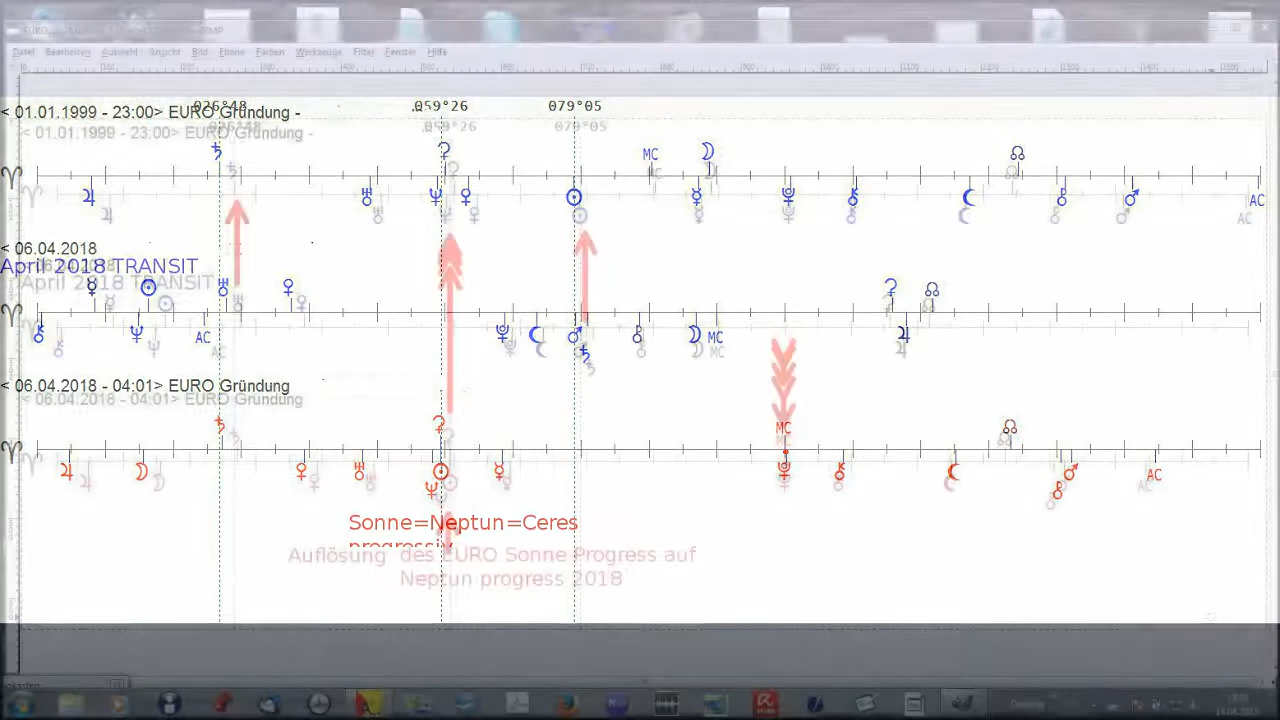 Datei Bearbeiten Auswahl Ansicht Bild Ebene Farben Werkzeuge Filter Fenster Hilfe
026°48 059°26 079°05
< 01.01.1999 - 23:00> EURO Gründung -
026°48 059°26 079°05
< 01.01.1999 - 23:00> EURO Gründung -
MC
AC
AC
< 06.04.2018
April 2018 TRANSIT
April 2018 TRANSIT
AC MC
AC MC
< 06.04.2018 - 04:01> EURO Gründung
< 06.04.2018 - 04:01> EURO Gründung
MC
AC
AC
Sonne=Neptun=Ceres
progressiv
Auflösung des EURO Sonne Progress auf
Neptun progress 2018